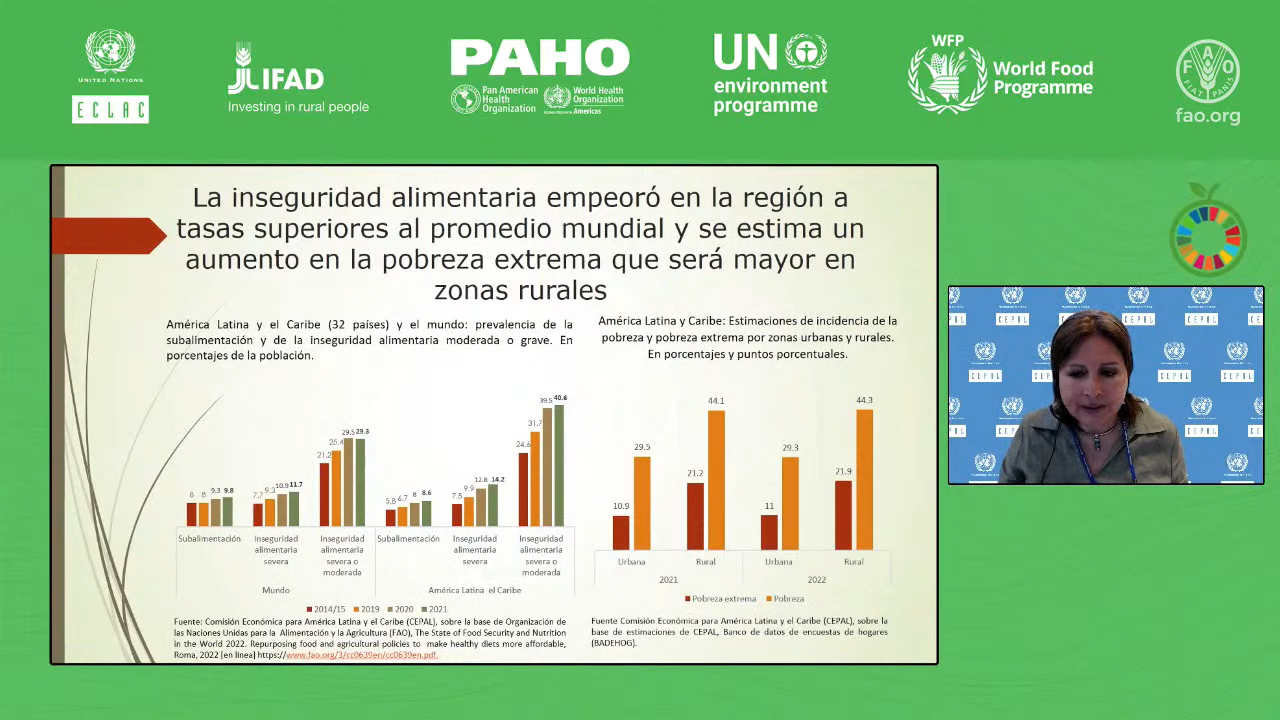 UNITED NATIONS
ECLAC
JLIFAD
Investing in rural people
PAHO
Pan American
Health
Organization
World Health
Organization
Americas
UN
environment
programme
WFP
World Food
Programme
F A O
FIAT PANIS
fao.org
La inseguridad alimentaria empeoró en la región a
tasas superiores al promedio mundial y se estima un
aumento en la pobreza extrema que será mayor en
zonas rurales
América Latina y el Caribe (32 países) y el mundo: prevalencia de la
subalimentación y de la inseguridad alimentaria moderada o grave. En
porcentajes de la población.
8 8 9.3 9.8 7.7 9.3 10.9 11.7 21.2 25.4 29.5 29.3 5.8 6.7 8 8.6 7.5 9.9 12.8 14.2 24.6 31.7 39.5 40.6
Subalimentación
Inseguridad
alimentaria
severa
Inseguridad
alimentaria
severa o
moderada
Subalimentación
Inseguridad
alimentaria
severa
Inseguridad
alimentaria
severa o
moderada
Mundo
América Latina el Caribe
2014/15 2019 2020 2021
Fuente: Comisión Económica para América Latina y el Caribe (CEPAL), sobre la base de Organización de
las Naciones Unidas para la Alimentación y la Agricultura (FAO), The State of Food Security and Nutrition
in the World 2022. Repurposing food and agricultural policies to make healthy diets more affordable,
Roma, 2022 [en línea] https://www.fao.org/3/cc0639en/cc0639en.pdf.
América Latina y Caribe: Estimaciones de incidencia de la
pobreza y pobreza extrema por zonas urbanas y rurales.
En porcentajes y puntos porcentuales.
10.9 29.5 21.2 44.1 11 29.3 21.9 44.3
Urbana Rural Urbana Rural
2021 2022
Pobreza extrema Pobreza
Fuente Comisión Económica para América Latina y el Caribe (CEPAL), sobre la
base de estimaciones de CEPAL, Banco de datos de encuestas de hogares
(BADEHOG).
CEPAL
CEPAL
CEPAL
CEPAL
CEPAL
CEPAL